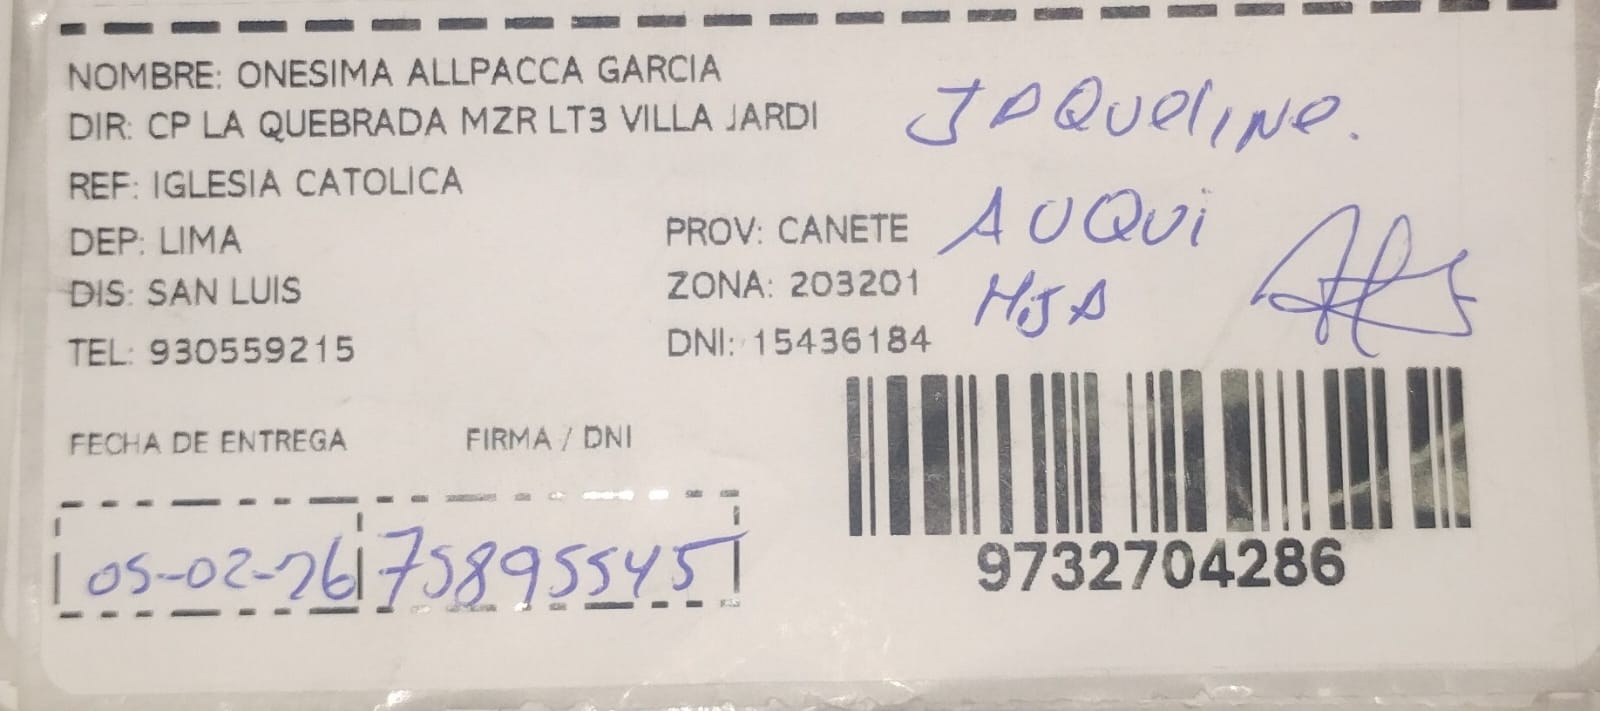 NOMBRE: ONESIMA ALLPACCA GARCIA
DIR: CP LA QUEBRADA MZR LT3 VILLA JARDI
REF: IGLESIA CATOLICA
DEP: LIMA PROV: CANETE
DIS: SAN LUIS ZONA: 203201
TEL: 930559215 DNI: 15436184
JAQUELINE.
AUQUI
HIJA
FECHA DE ENTREGA FIRMA / DNI
05-02-26 75895545
9732704286